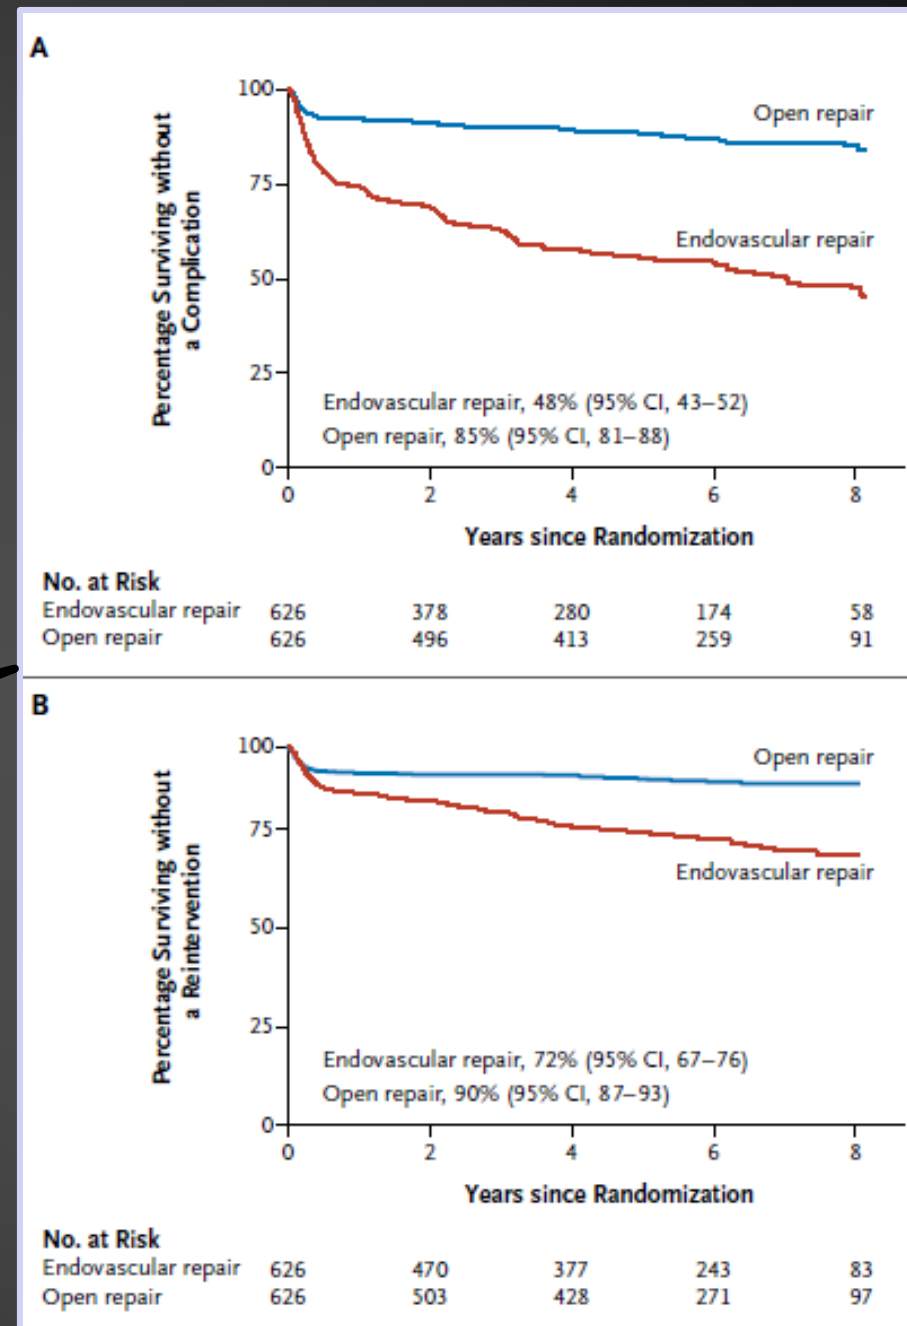 A
Percentage Surviving without
a Complication
100
75
50
25
0
Open repair
Endovascular repair
Endovascular repair, 48% (95% CI, 43–52)
Open repair, 85% (95% CI, 81–88)
0 2 4 6 8
Years since Randomization
No. at Risk
Endovascular repair 626 378 280 174 58
Open repair 626 496 413 259 91
B
Percentage Surviving without
a Reintervention
100
75
50
25
0
Open repair
Endovascular repair
Endovascular repair, 72% (95% CI, 67–76)
Open repair, 90% (95% CI, 87–93)
0 2 4 6 8
Years since Randomization
No. at Risk
Endovascular repair 626 470 377 243 83
Open repair 626 503 428 271 97